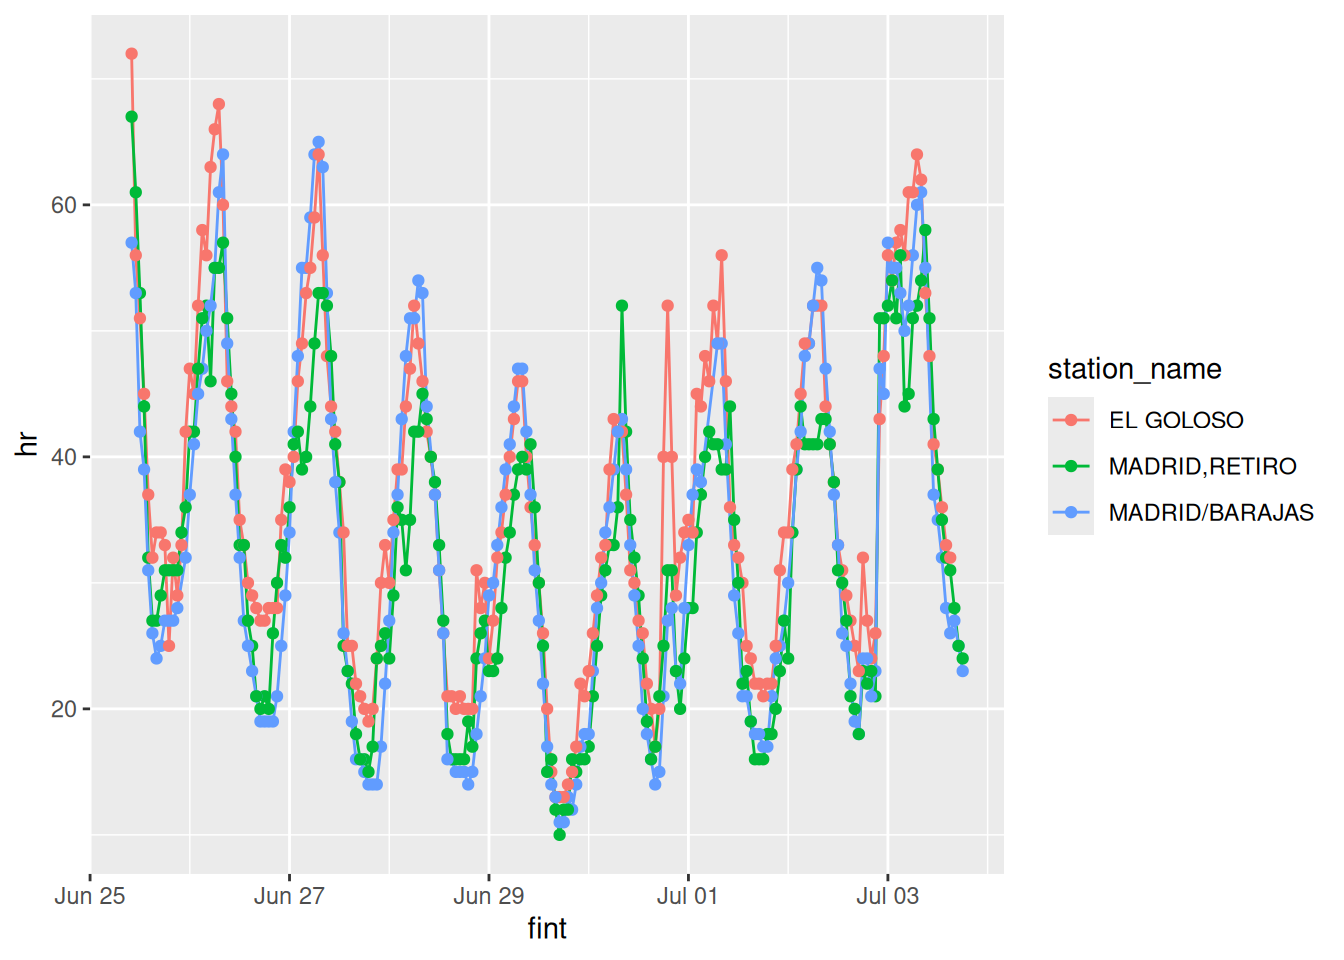 60
40
20
hr
Jun 25
Jun 27
Jun 29
Jul 01
Jul 03
fint
station_name
EL GOLOSO
MADRID,RETIRO
MADRID/BARAJAS